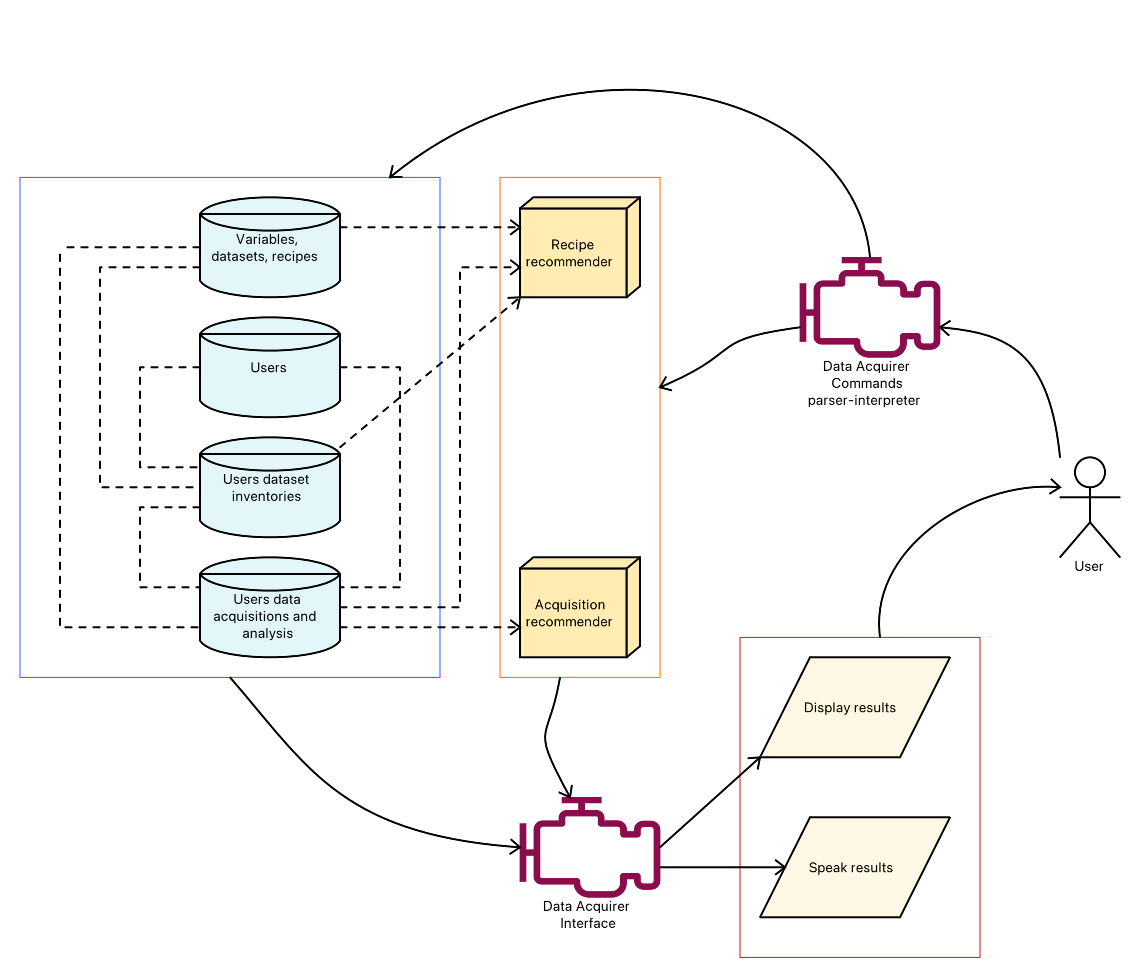 Variables,
datasets, recipes
Recipe
recommender
Users
Data Acquirer
Commands
parser-interpreter
Users dataset
inventories
User
Users data
acquisitions and
analysis
Acquisition
recommender
Display results
Speak results
Data Acquirer
Interface